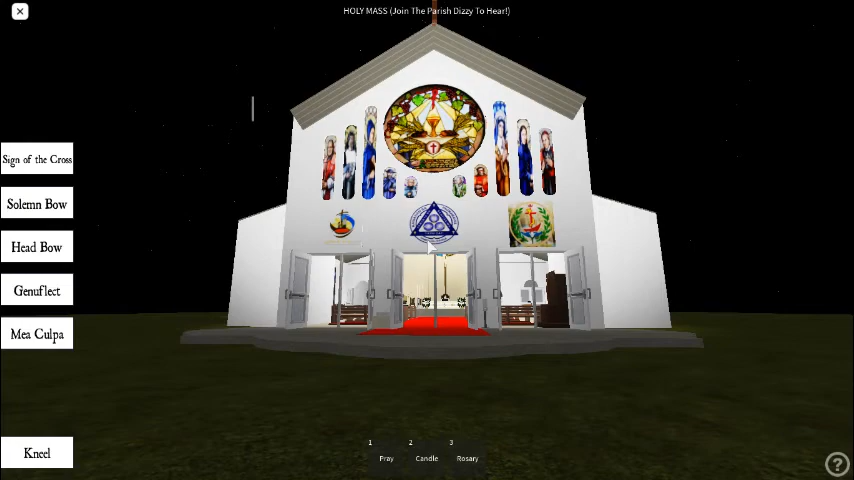 HOLY MASS (Join The Parish Dizzy To Hear!)
Sign of the Cross
Solemn Bow
Head Bow
Genuflect
Mea Culpa
Kneel
1 2 3
Pray Candle Rosary
?